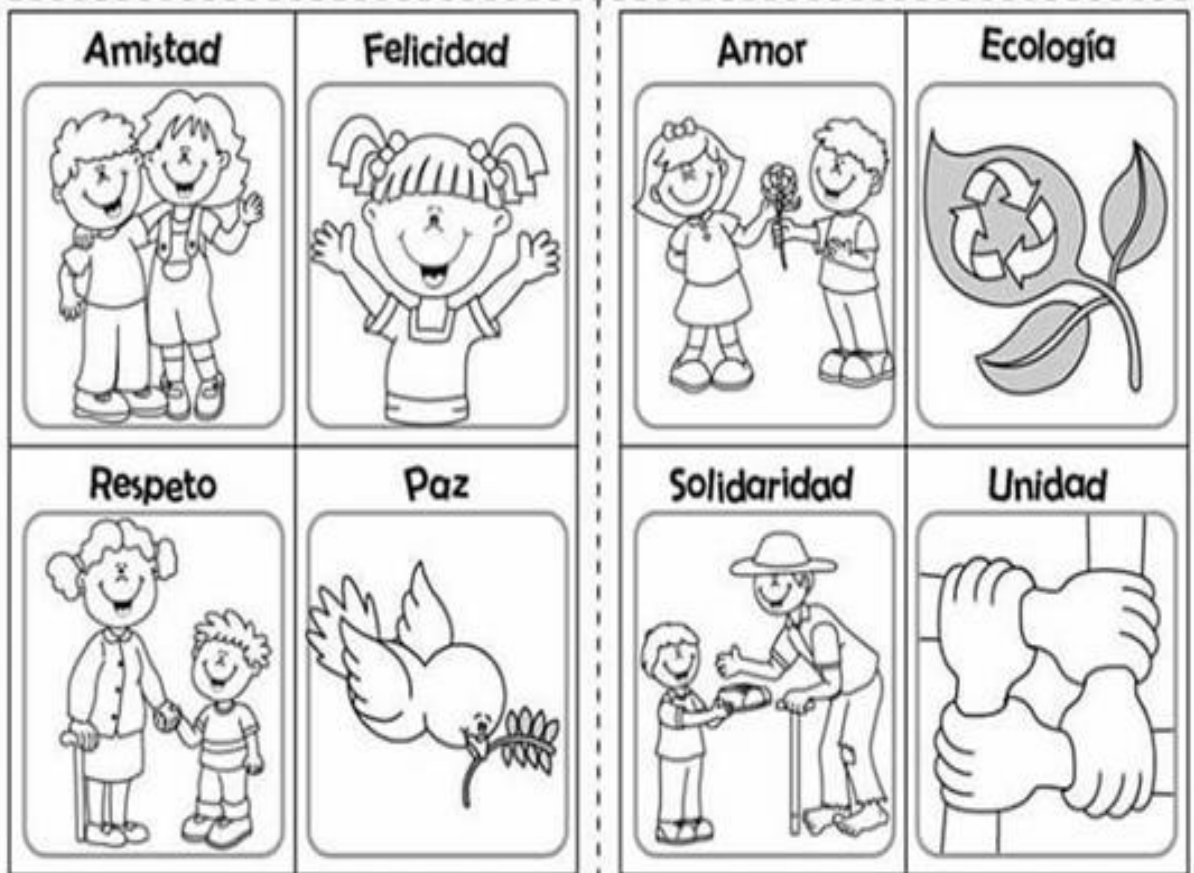 Amistad
Felicidad
Amor
Ecología
Respeto
Paz
Solidaridad
Unidad